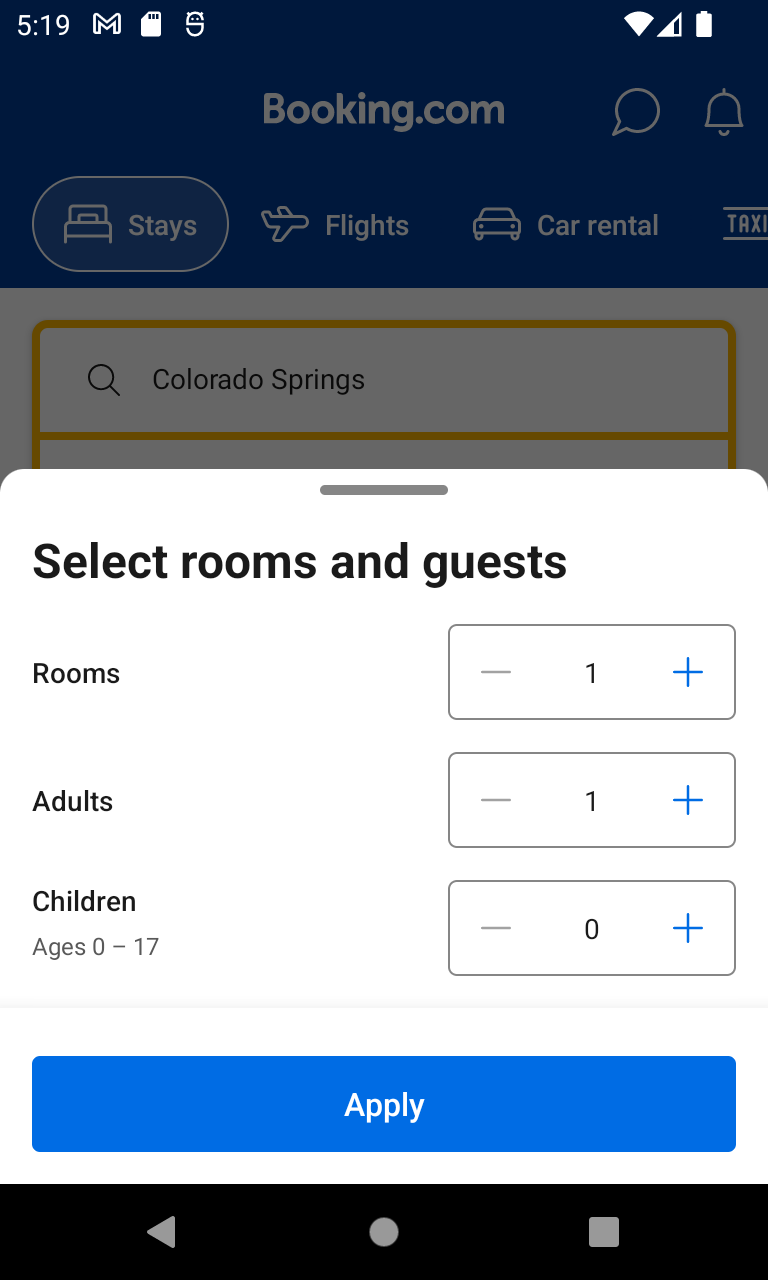 5:19
Booking.com
Stays
Flights
Car rental
TAXI
Colorado Springs
Select rooms and guests
Rooms
1
Adults
1
Children
0
Ages 0 – 17
Apply